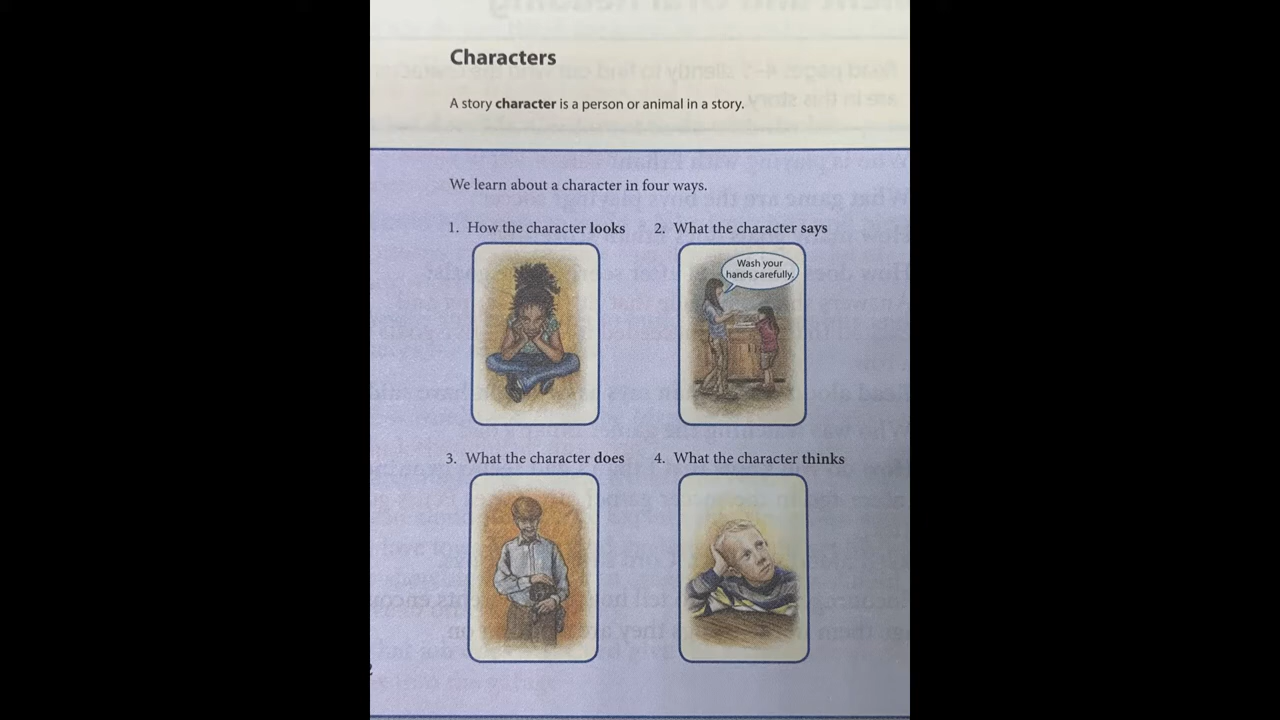 Characters
A story character is a person or animal in a story.
We learn about a character in four ways.
1. How the character looks
2. What the character says
Wash your
hands carefully.
3. What the character does
4. What the character thinks